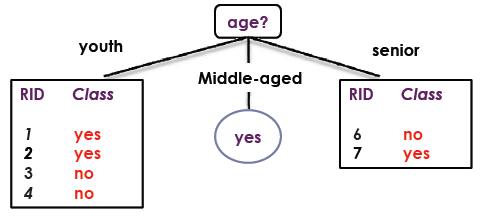 age?
youth
Middle-aged
senior
RID Class
1 yes
2 yes
3 no
4 no
yes
RID Class
6 no
7 yes